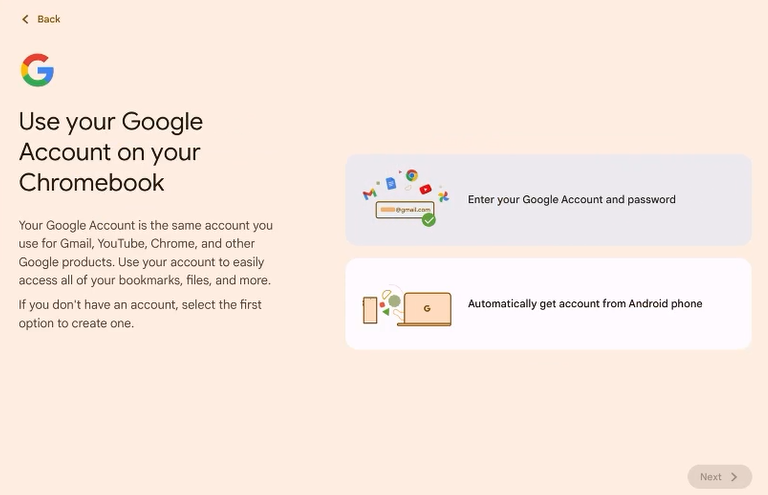 Back
Use your Google
Account on your
Chromebook
Your Google Account is the same account you
use for Gmail, YouTube, Chrome, and other
Google products. Use your account to easily
access all of your bookmarks, files, and more.
If you don't have an account, select the first
option to create one.
@gmail.com
Enter your Google Account and password
G
Automatically get account from Android phone
Next